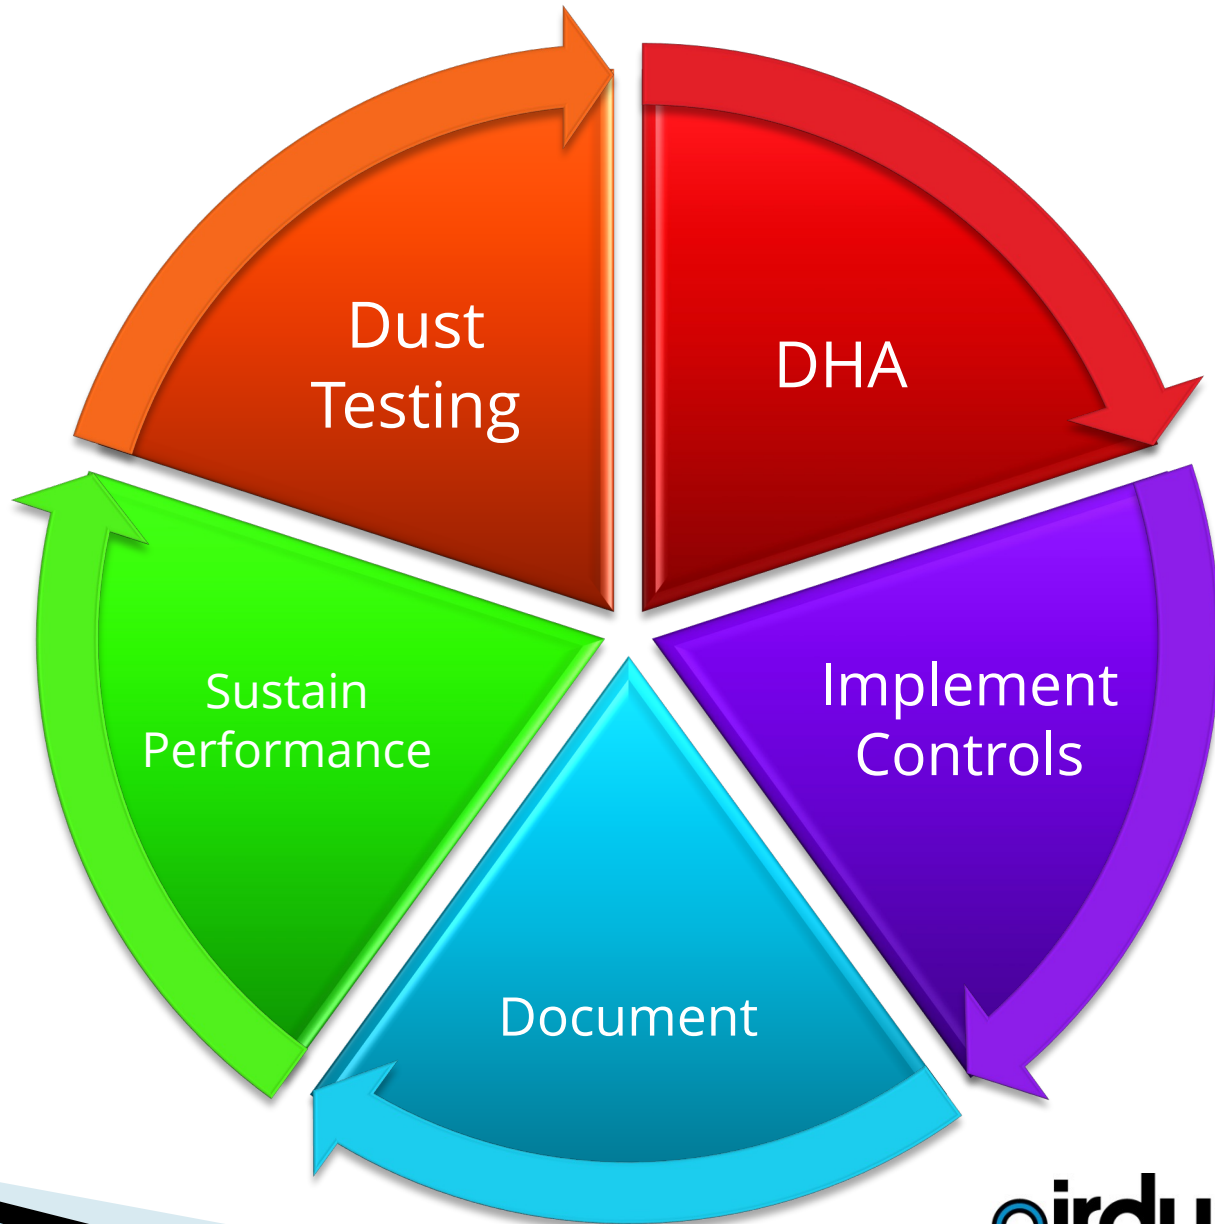 Dust
Testing
DHA
Implement
Controls
Document
Sustain
Performance